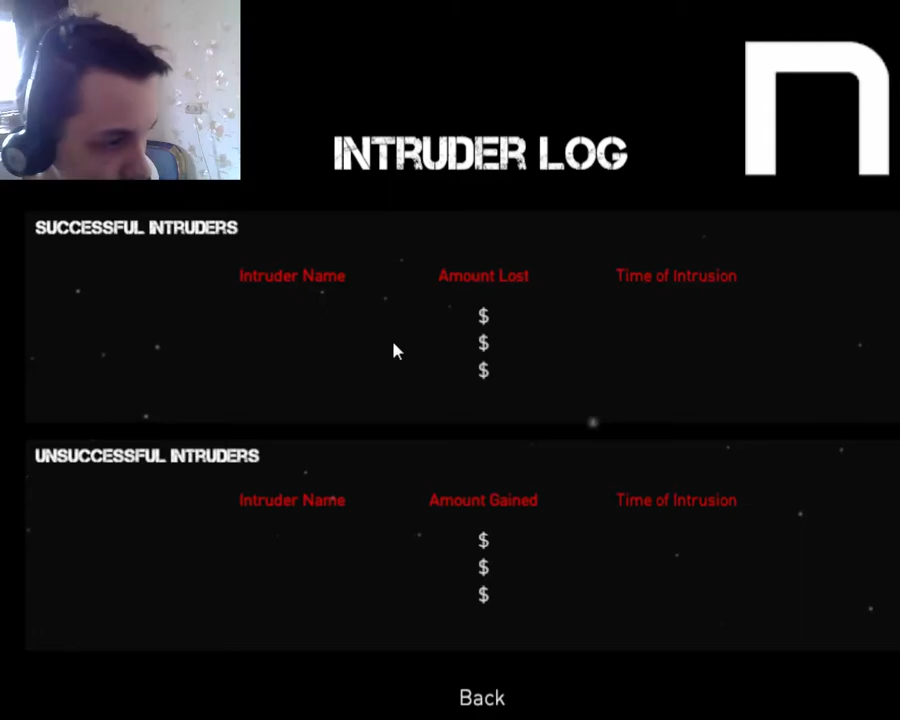 INTRUDER LOG
SUCCESSFUL INTRUDERS
Intruder Name Amount Lost Time of Intrusion
$
$
$
UNSUCCESSFUL INTRUDERS
Intruder Name Amount Gained Time of Intrusion
$
$
$
Back